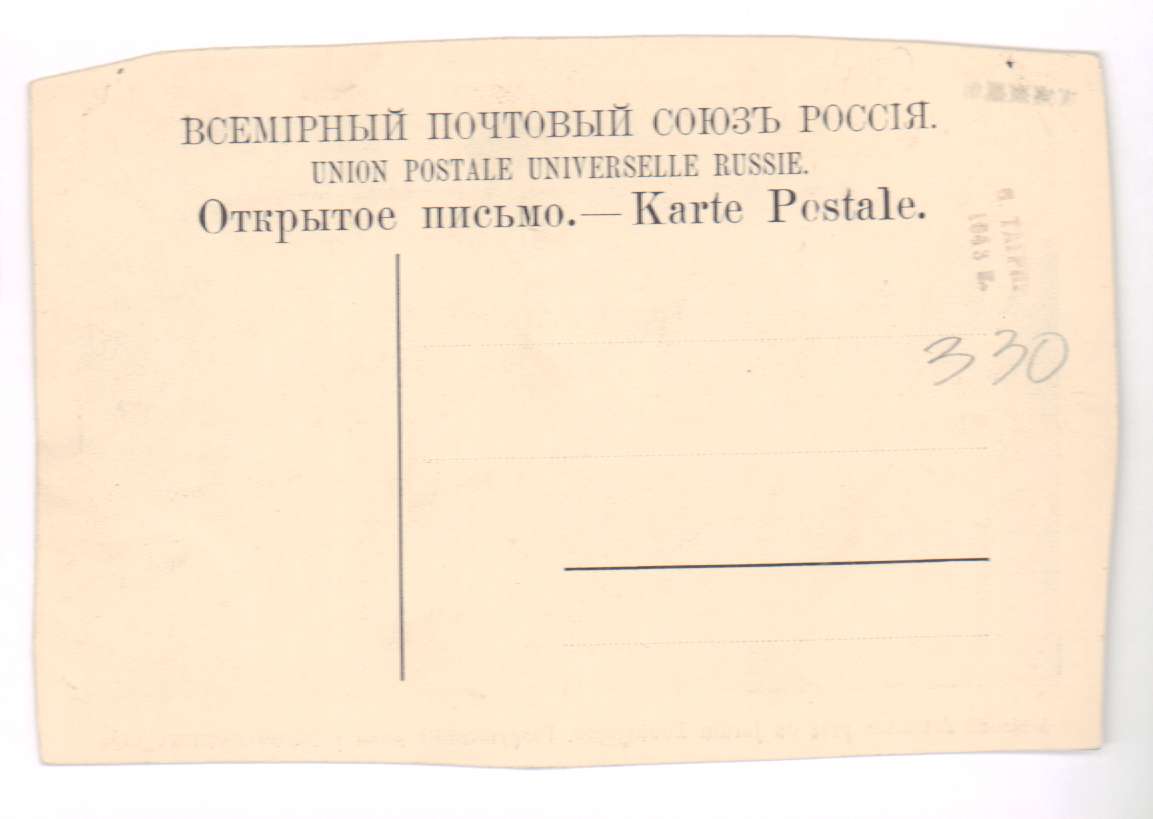 ВСЕМІРНЫЙ ПОЧТОВЫЙ СОЮЗЪ РОССІЯ.
UNION POSTALE UNIVERSELLE RUSSIE.
Открытое письмо.— Karte Postale.
330